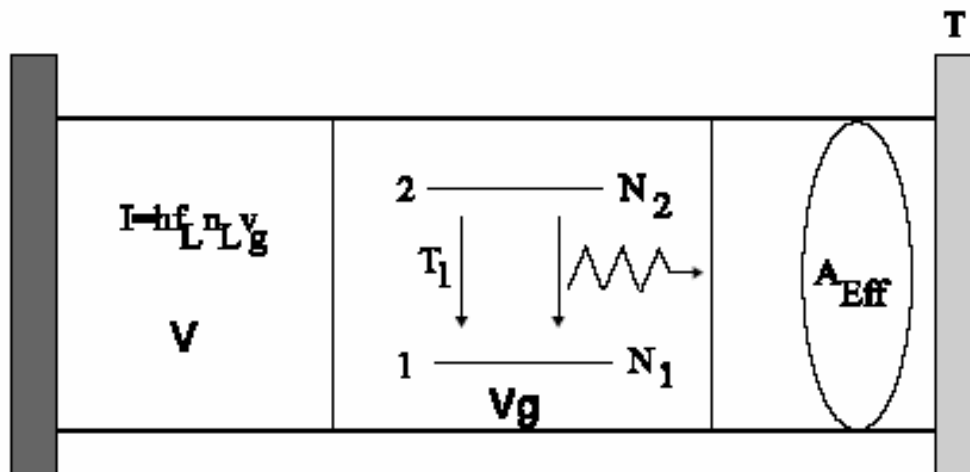 T
I=hf_L n_L v_g
V
2 N_2
T_1
1 N_1
Vg
A_Eff